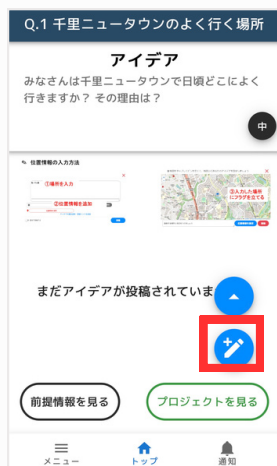 Q.1 千里ニュータウンのよく行く場所
アイデア
みなさんは千里ニュータウンで日頃どこによく
行きますか？ その理由は？
中
位置情報の入力方法
①場所を入力
②位置情報を追加
③入力した場所
にフラグを立てる
まだアイデアが投稿されていま
前提情報を見る
プロジェクトを見る
メニュー
トップ
通知